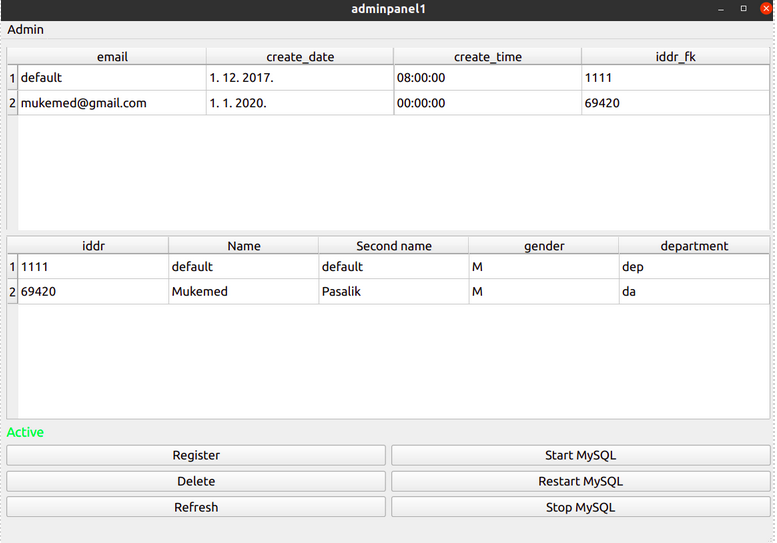 adminpanel1
Admin
email create_date create_time iddr_fk
1 default 1. 12. 2017. 08:00:00 1111
2 mukemed@gmail.com 1. 1. 2020. 00:00:00 69420
iddr Name Second name gender department
1 1111 default default M dep
2 69420 Mukemed Pasalik M da
Active
Register Start MySQL
Delete Restart MySQL
Refresh Stop MySQL